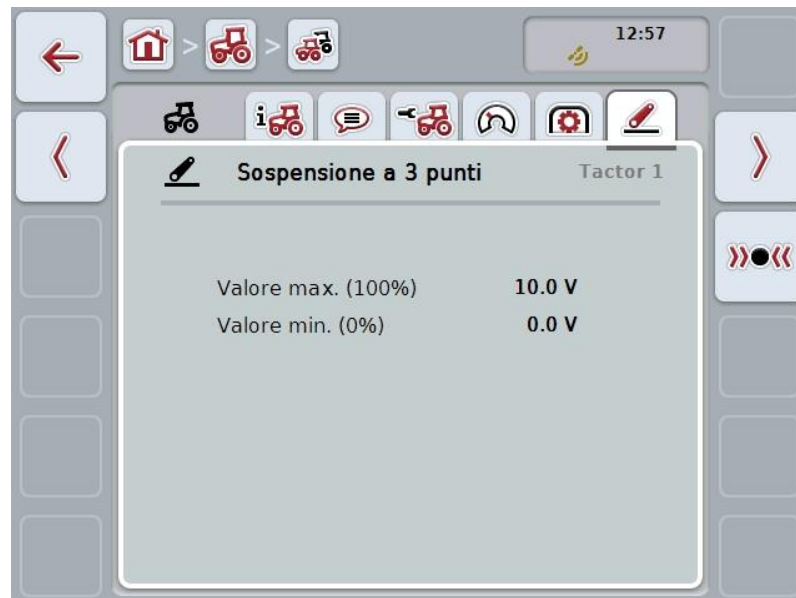 12:57
Sospensione a 3 punti Tactor 1
Valore max. (100%) 10.0 V
Valore min. (0%) 0.0 V